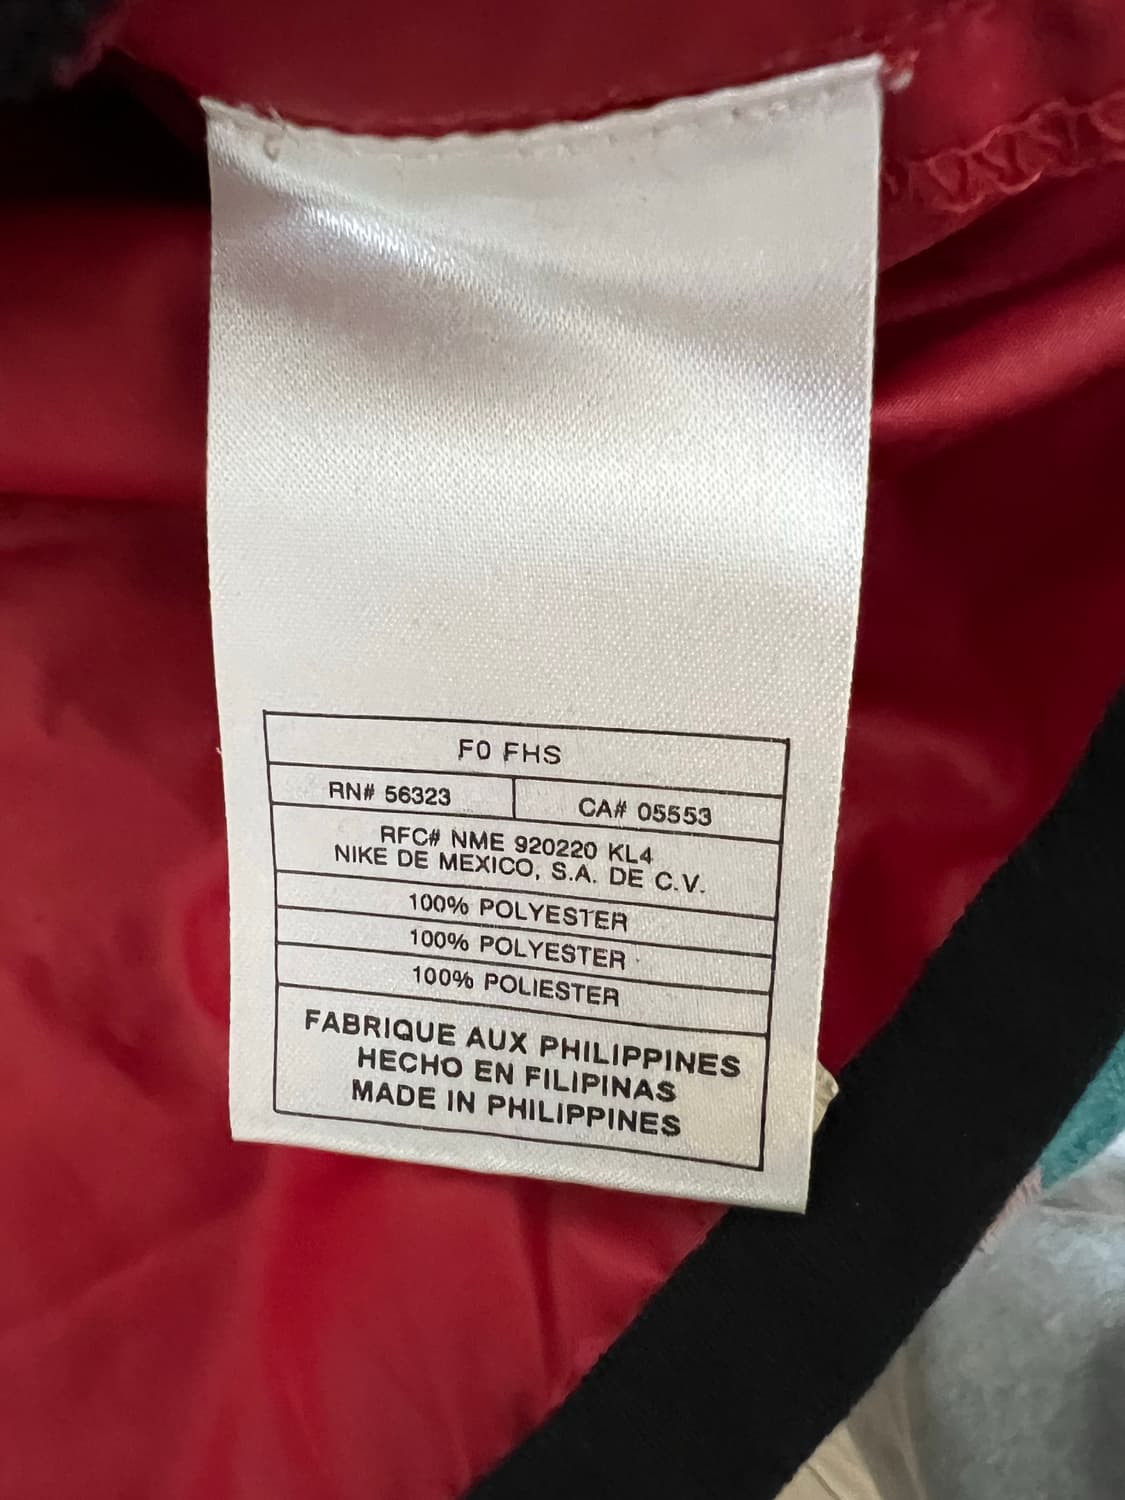 F0 FHS
RN# 56323
CA# 05553
RFC# NME 920220 KL4
NIKE DE MEXICO, S.A. DE C.V.
100% POLYESTER
100% POLYESTER
100% POLIESTER
FABRIQUE AUX PHILIPPINES
HECHO EN FILIPINAS
MADE IN PHILIPPINES